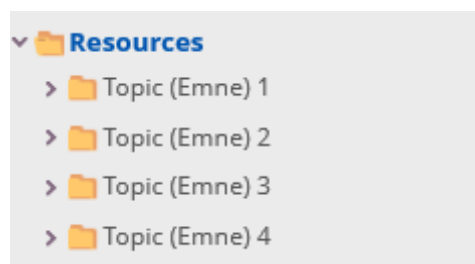 Resources
Topic (Emne) 1
Topic (Emne) 2
Topic (Emne) 3
Topic (Emne) 4